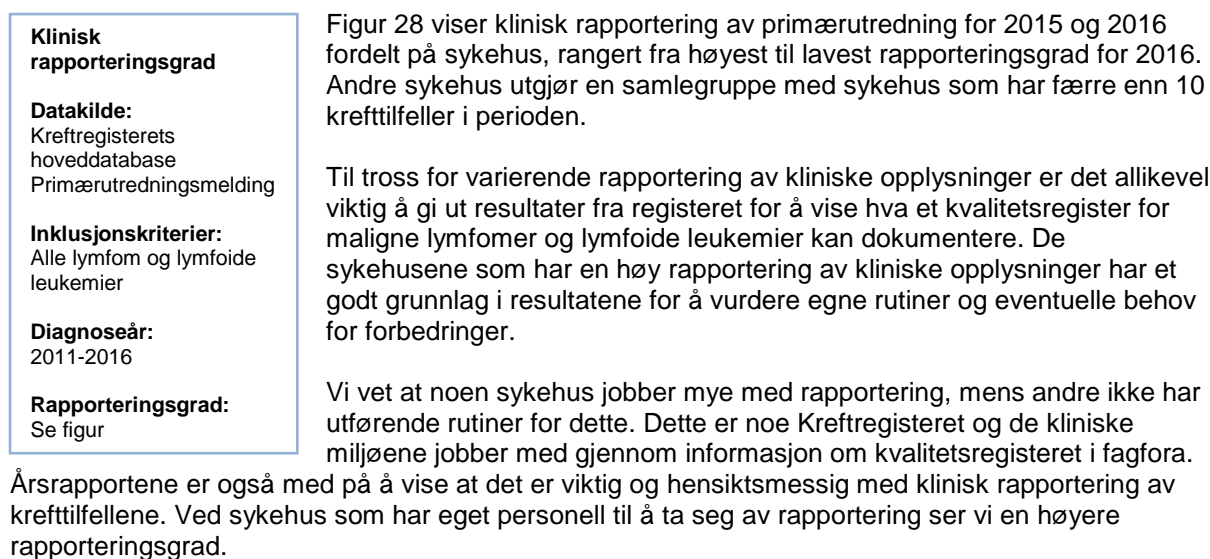 Klinisk
rapporteringsgrad
Datakilde:
Kreftregisterets
hoveddatabase
Primærutredningsmelding
Inklusjonskriterier:
Alle lymfom og lymfoide
leukemier
Diagnoseår:
2011-2016
Rapporteringsgrad:
Se figur
Figur 28 viser klinisk rapportering av primærutredning for 2015 og 2016
fordelt på sykehus, rangert fra høyest til lavest rapporteringsgrad for 2016.
Andre sykehus utgjør en samlegruppe med sykehus som har færre enn 10
krefttilfeller i perioden.
Til tross for varierende rapportering av kliniske opplysninger er det allikevel
viktig å gi ut resultater fra registeret for å vise hva et kvalitetsregister for
maligne lymfomer og lymfoide leukemier kan dokumentere. De
sykehusene som har en høy rapportering av kliniske opplysninger har et
godt grunnlag i resultatene for å vurdere egne rutiner og eventuelle behov
for forbedringer.
Vi vet at noen sykehus jobber mye med rapportering, mens andre ikke har
utførende rutiner for dette. Dette er noe Kreftregisteret og de kliniske
miljøene jobber med gjennom informasjon om kvalitetsregisteret i fagfora.
Årsrapportene er også med på å vise at det er viktig og hensiktsmessig med klinisk rapportering av
krefttilfellene. Ved sykehus som har eget personell til å ta seg av rapportering ser vi en høyere
rapporteringsgrad.